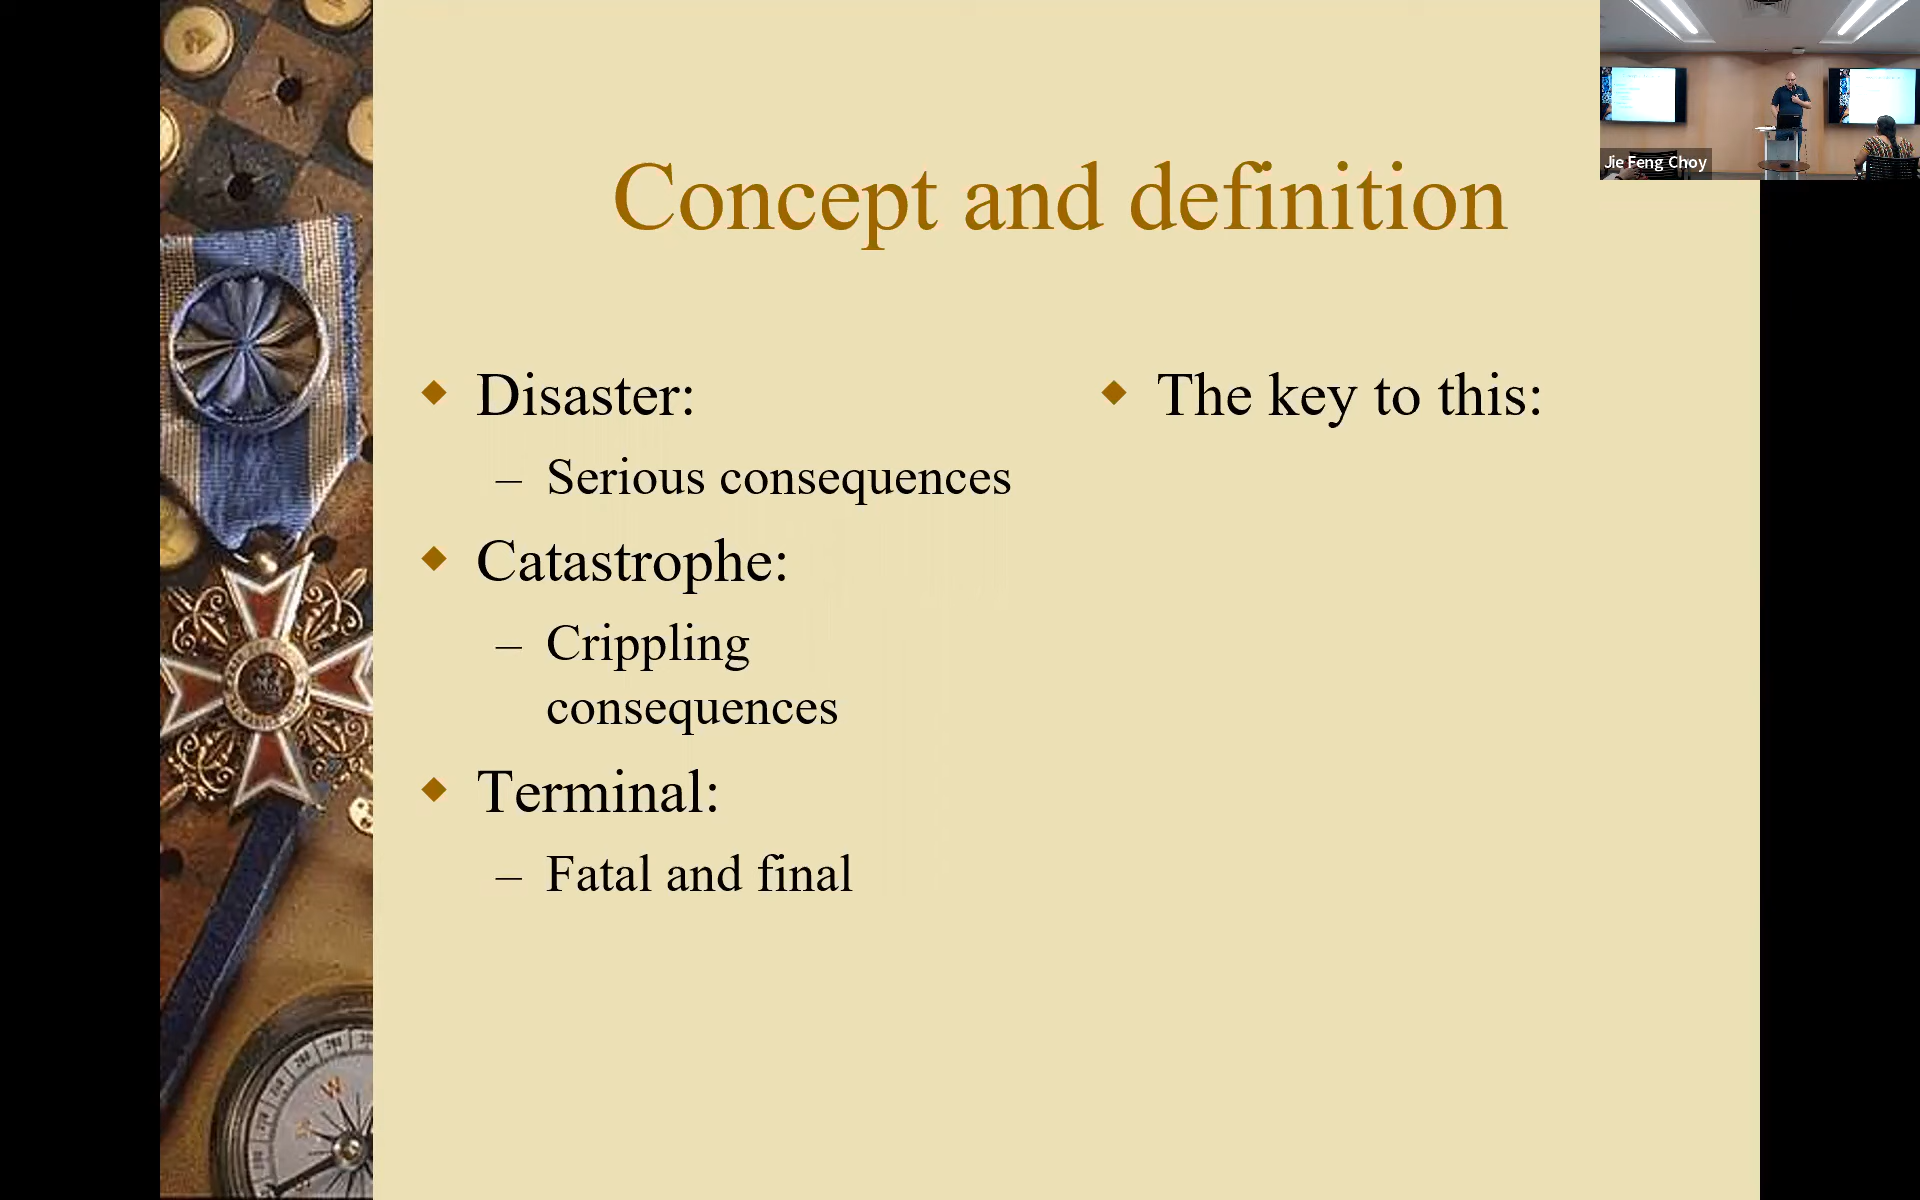 Concept and definition
Disaster:
– Serious consequences
Catastrophe:
– Crippling
consequences
Terminal:
– Fatal and final
The key to this:
Jie Feng Choy